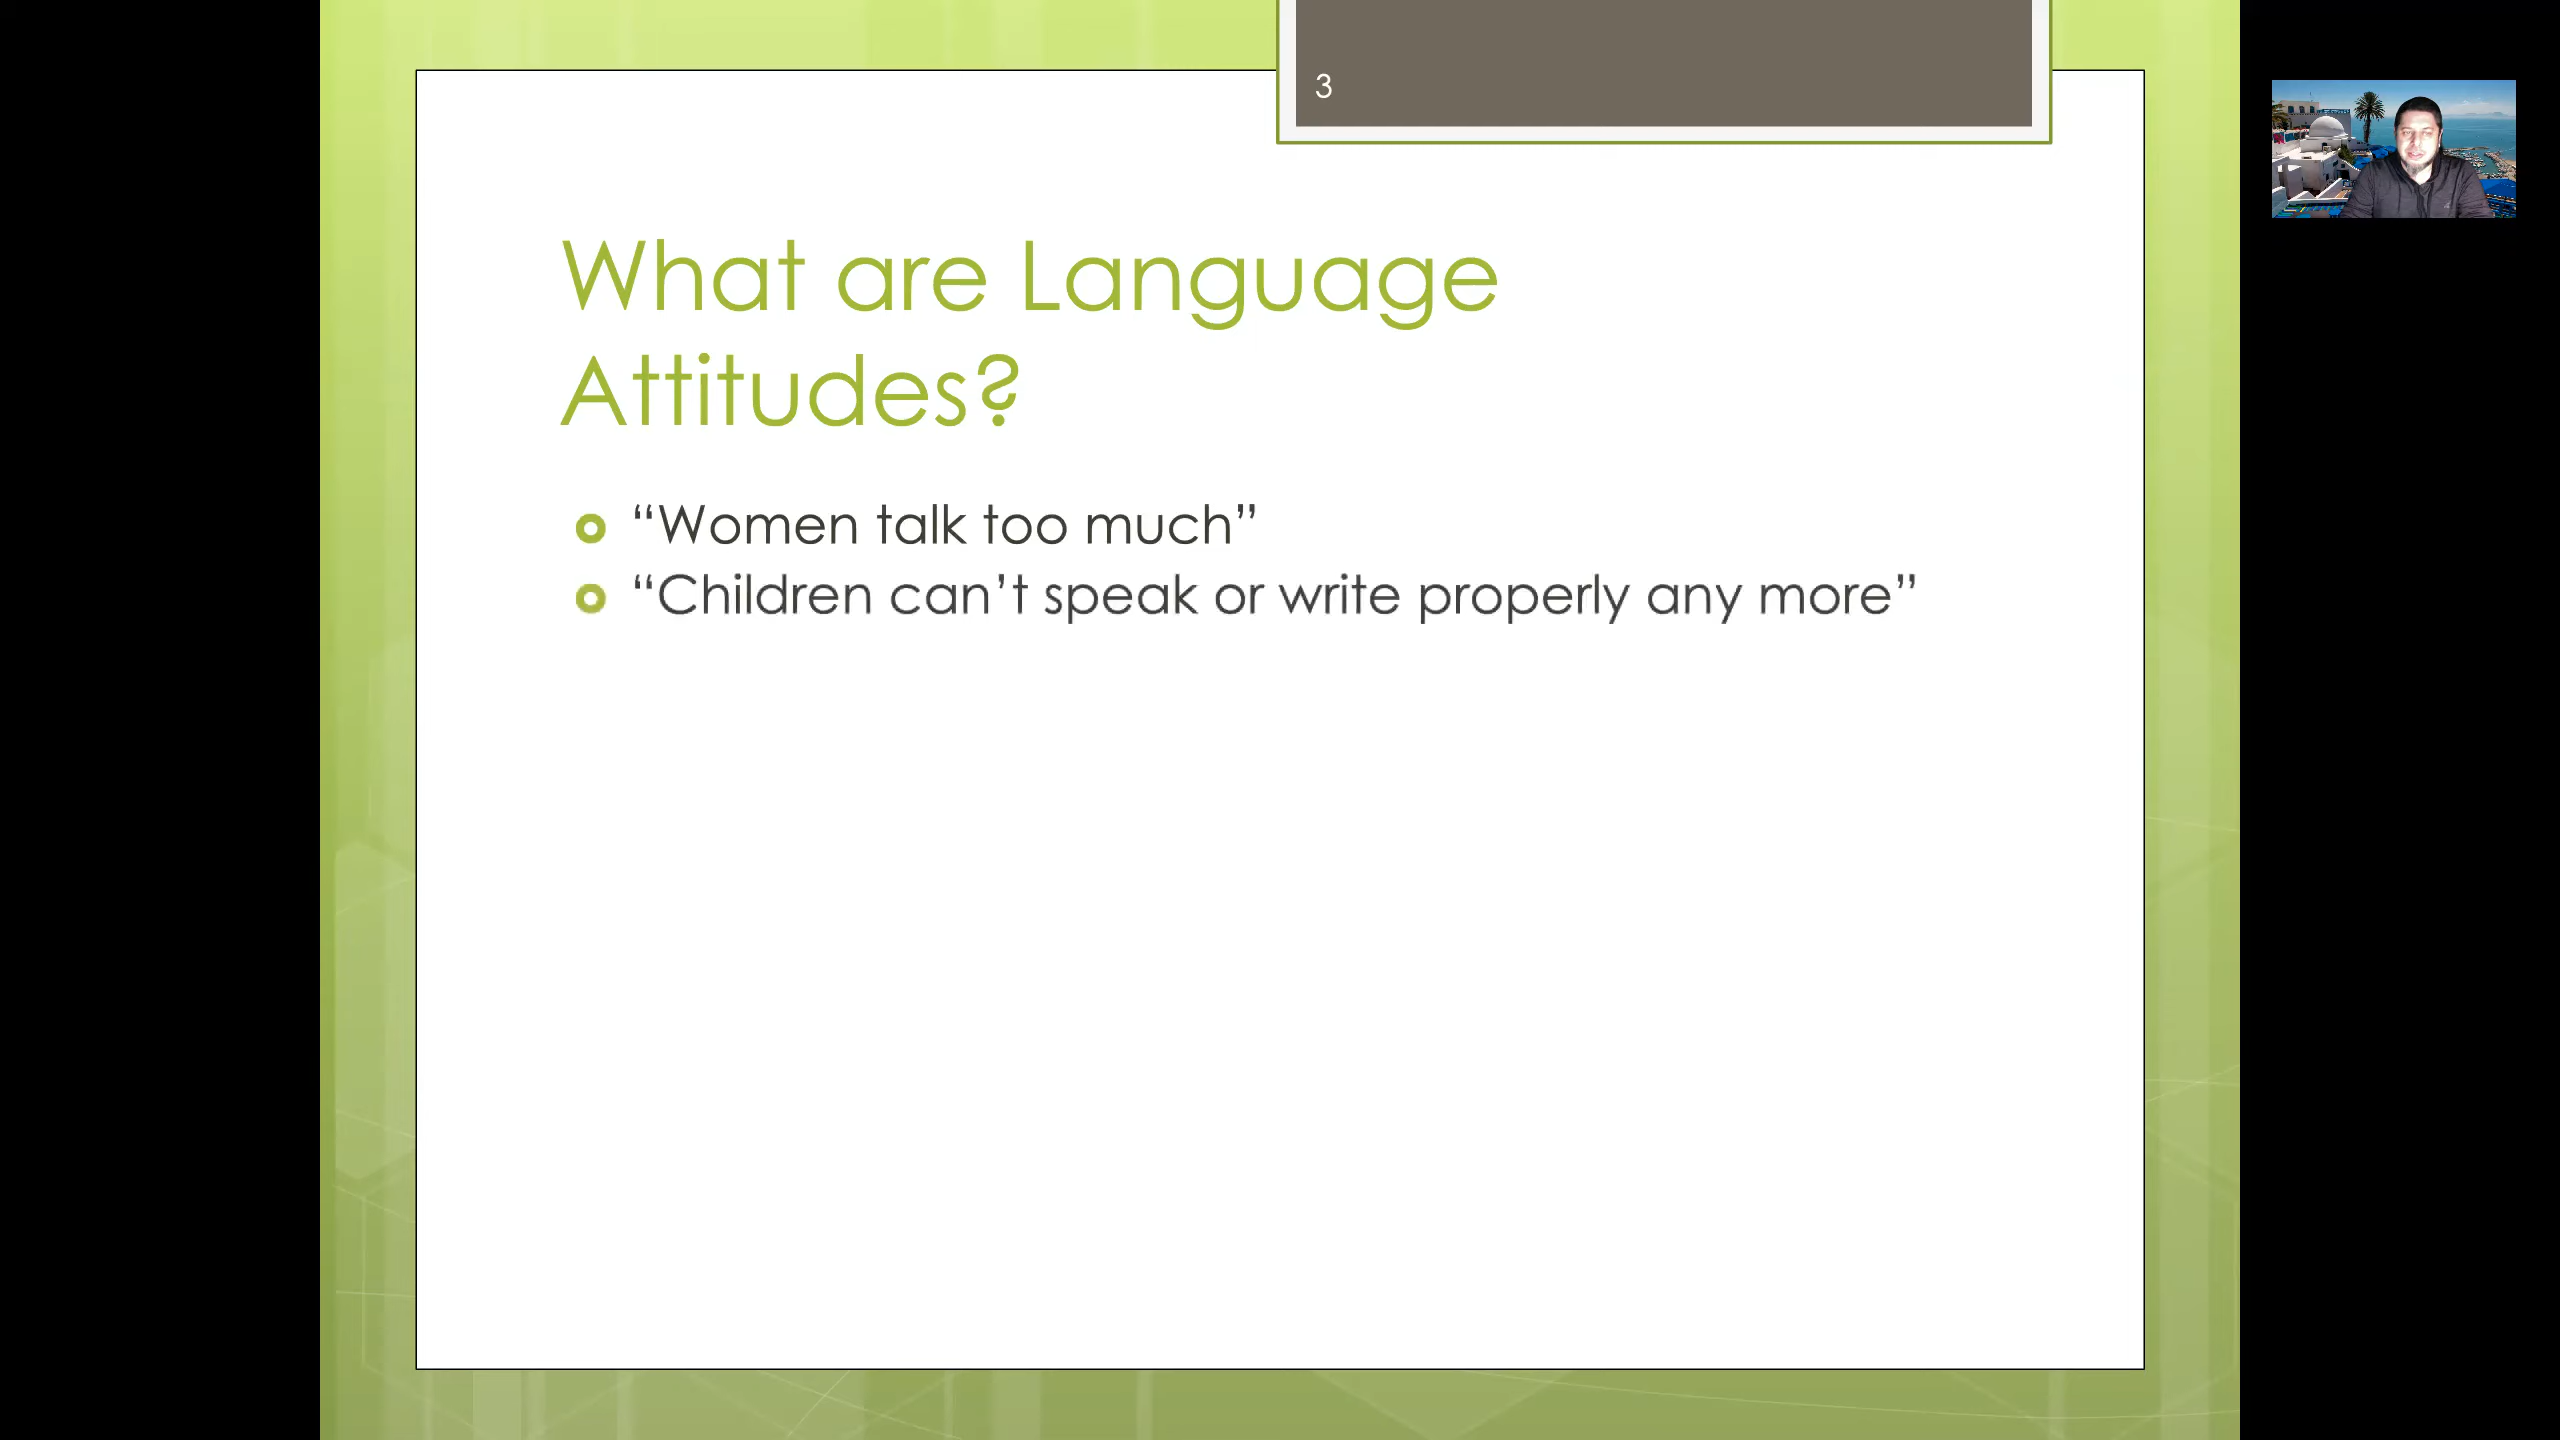 3
What are Language
Attitudes?
“Women talk too much”
“Children can’t speak or write properly any more”